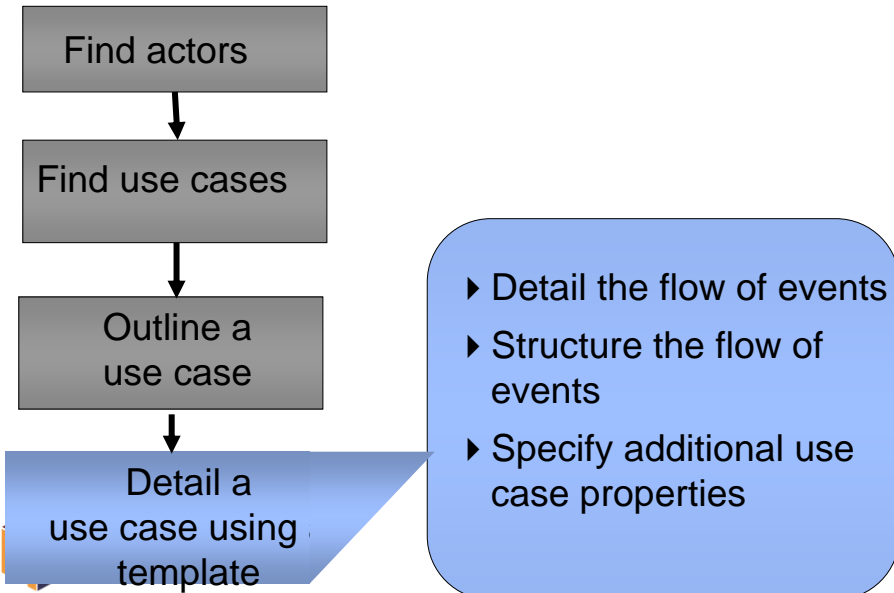 Find actors
Find use cases
Outline a
use case
Detail a
use case using
template
Detail the flow of events
Structure the flow of
events
Specify additional use
case properties